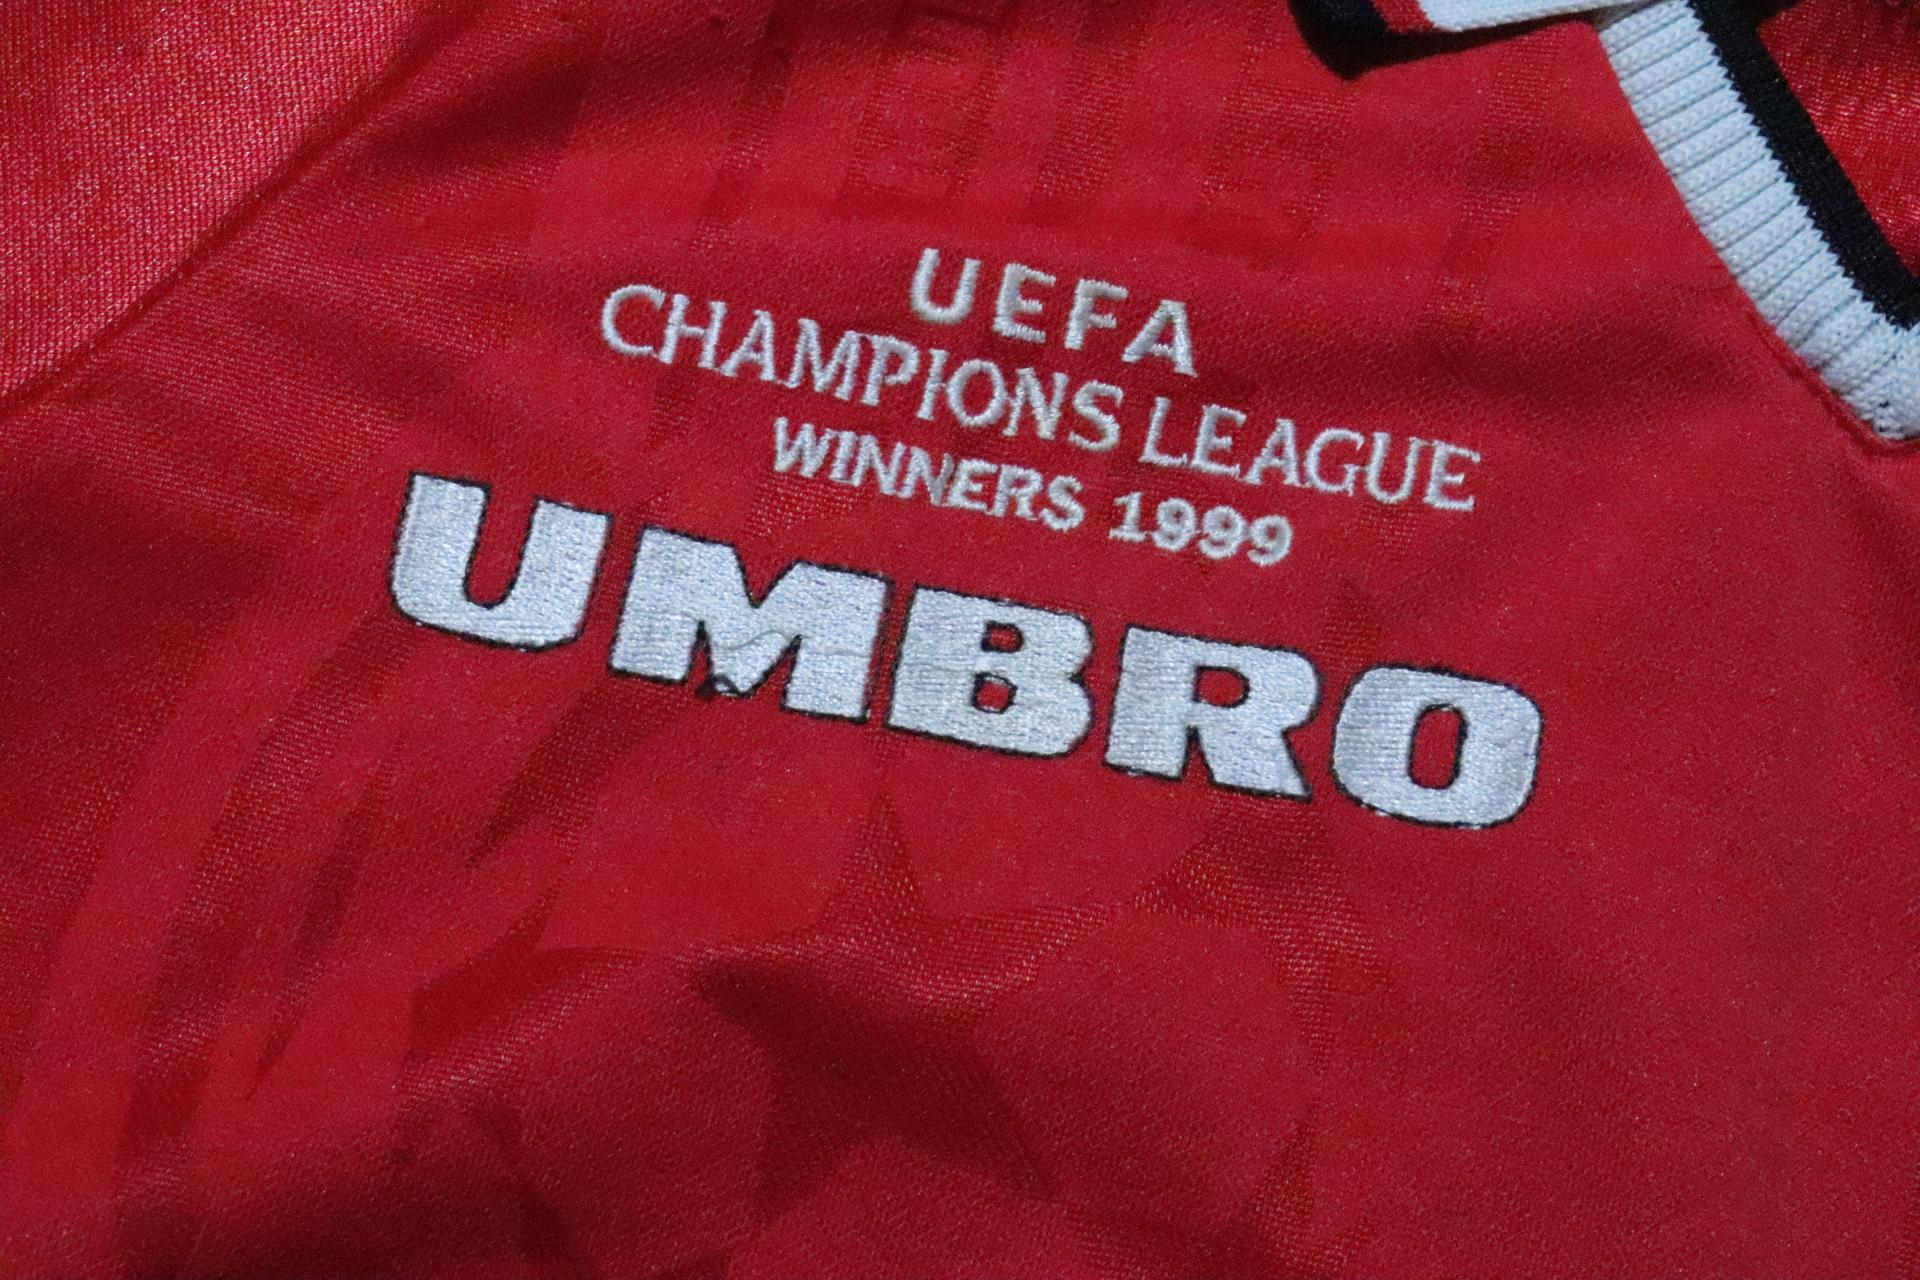 UEFA
CHAMPIONS LEAGUE
WINNERS 1999
UMBRO